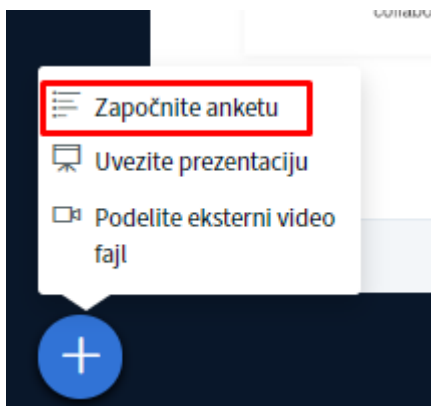 Započnite anketu
Uvezite prezentaciju
Podelite eksterni video
fajl